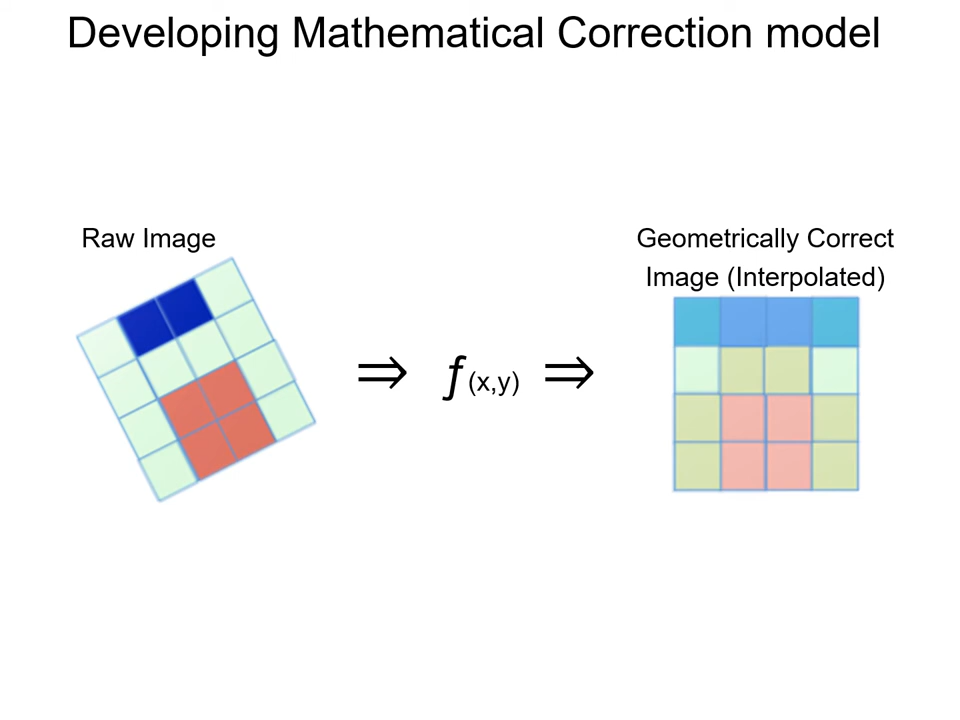 Developing Mathematical Correction model
Raw Image
Geometrically Correct
Image (Interpolated)
⇒ ƒ(x,y) ⇒